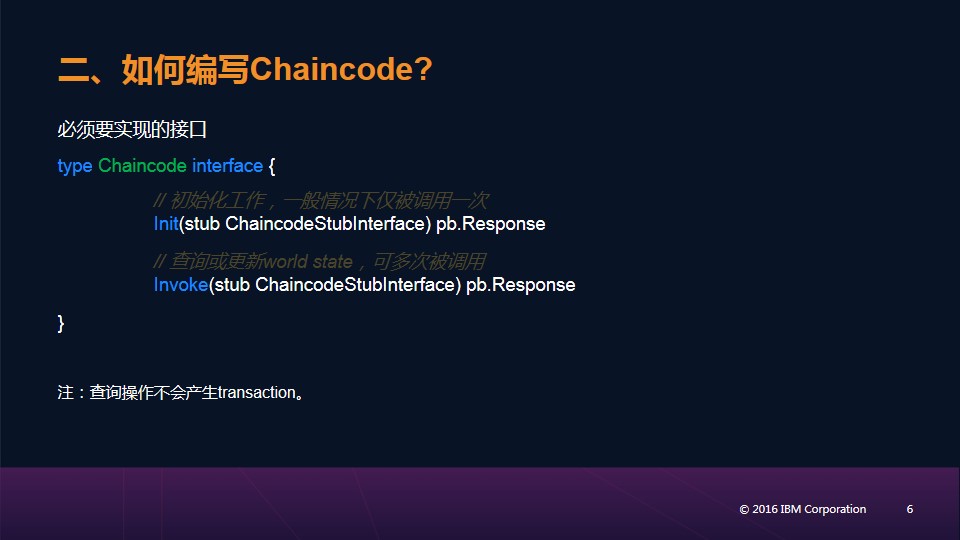 二、如何编写Chaincode?
必须要实现的接口
type Chaincode interface {
// 初始化工作，一般情况下仅被调用一次
Init(stub ChaincodeStubInterface) pb.Response
// 查询或更新world state，可多次被调用
Invoke(stub ChaincodeStubInterface) pb.Response
}
注：查询操作不会产生transaction。
© 2016 IBM Corporation 6